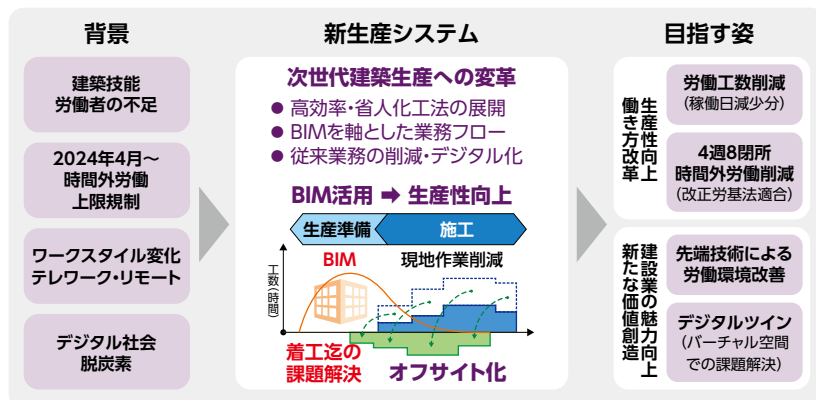 背景
建築技能
労働者の不足
2024年4月~
時間外労働
上限規制
ワークスタイル変化
テレワーク・リモート
デジタル社会
脱炭素
新生産システム
次世代建築生産への変革
● 高効率・省人化工法の展開
● BIMを軸とした業務フロー
● 従来業務の削減・デジタル化
BIM活用 ➡ 生産性向上
生産準備
施工
工数(時間)
BIM
現地作業削減
着工迄の
課題解決
オフサイト化
目指す姿
生産性向上
働き方改革
労働工数削減
(稼働日減少分)
4週8閉所
時間外労働削減
(改正労基法適合)
建設業の魅力向上
新たな価値創造
先端技術による
労働環境改善
デジタルツイン
(バーチャル空間
での課題解決)